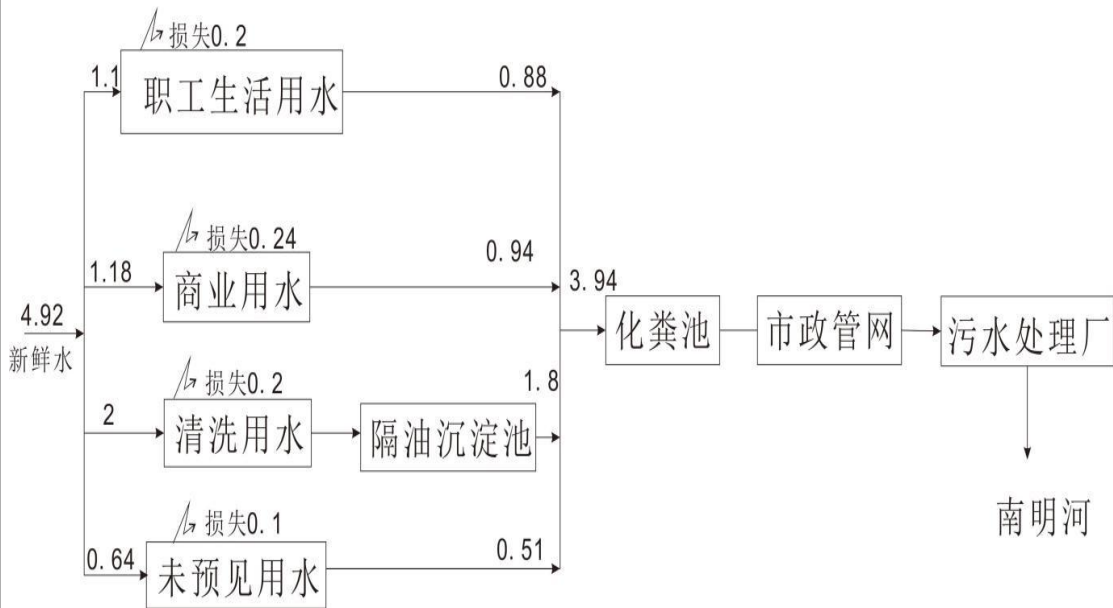 损失0.2
1.1
职工生活用水
0.88
损失0.24
1.18
商业用水
0.94
3.94
4.92
新鲜水
化粪池
市政管网
污水处理厂
损失0.2
2
清洗用水
隔油沉淀池
1.8
南明河
损失0.1
0.64
未预见用水
0.51